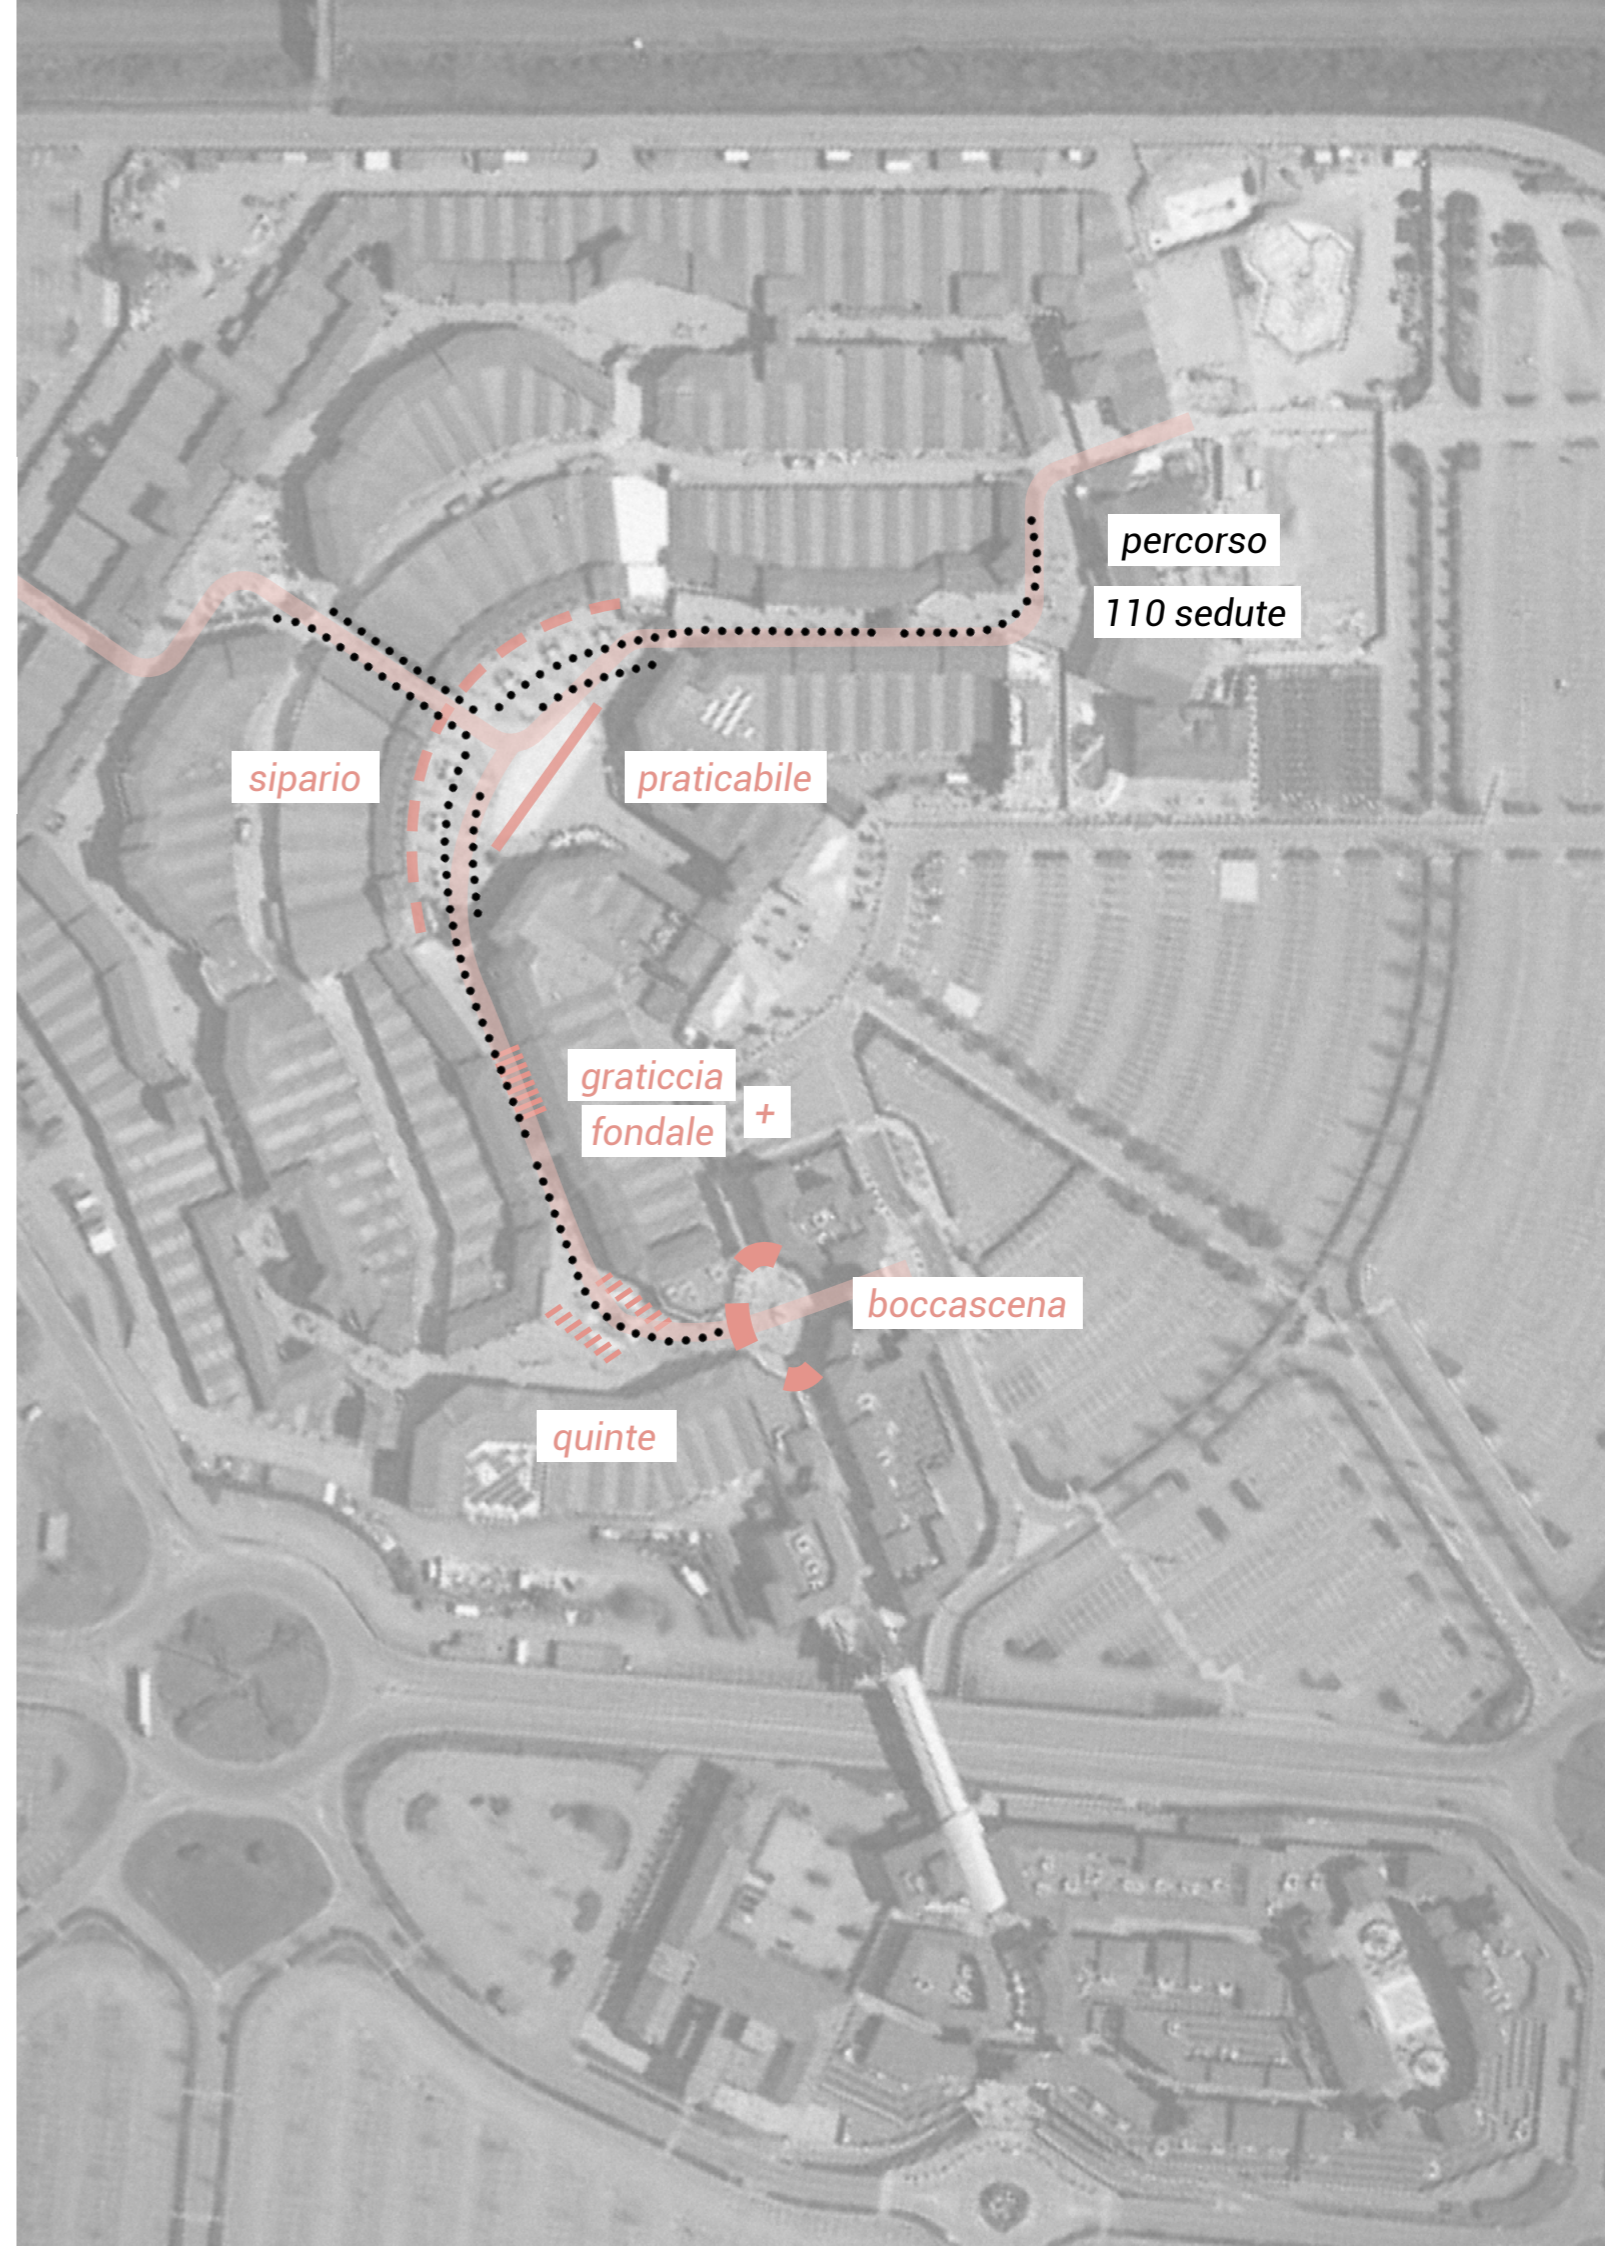 percorso
110 sedute
sipario
praticabile
graticcia
fondale
+
boccascena
quinte